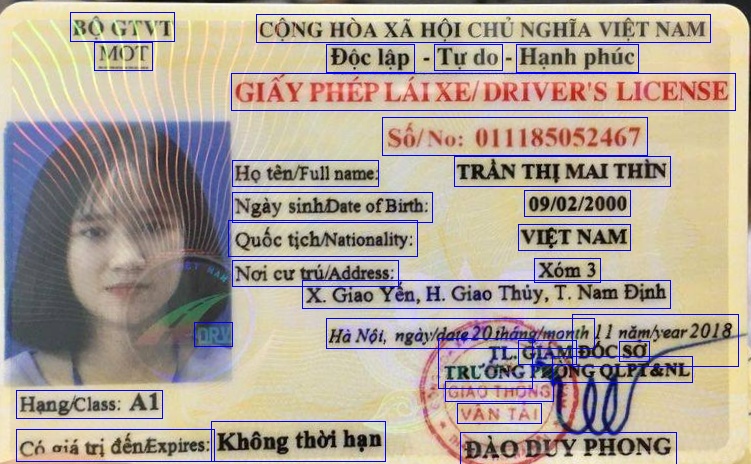 BỘ GTVT
MOT
CỘNG HÒA XÃ HỘI CHỦ NGHĨA VIỆT NAM
Độc lập - Tự do - Hạnh phúc
GIẤY PHÉP LÁI XE/ DRIVER'S LICENSE
Số/ No: 011185052467
Họ tên/Full name: TRẦN THỊ MAI THÌN
Ngày sinh/Date of Birth: 09/02/2000
Quốc tịch/Nationality: VIỆT NAM
Nơi cư trú/Address: Xóm 3
X. Giao Yến, H. Giao Thủy, T. Nam Định
Hà Nội, ngày/date 20 tháng/month 11 năm/year 2018
TL. GIÁM ĐỐC SỞ
TRƯỞNG PHÒNG QLPT&NL
GIAO THÔNG
VẬN TẢI
Hạng/Class: A1
Có giá trị đến/Expires: Không thời hạn
ĐÀO DUY PHONG